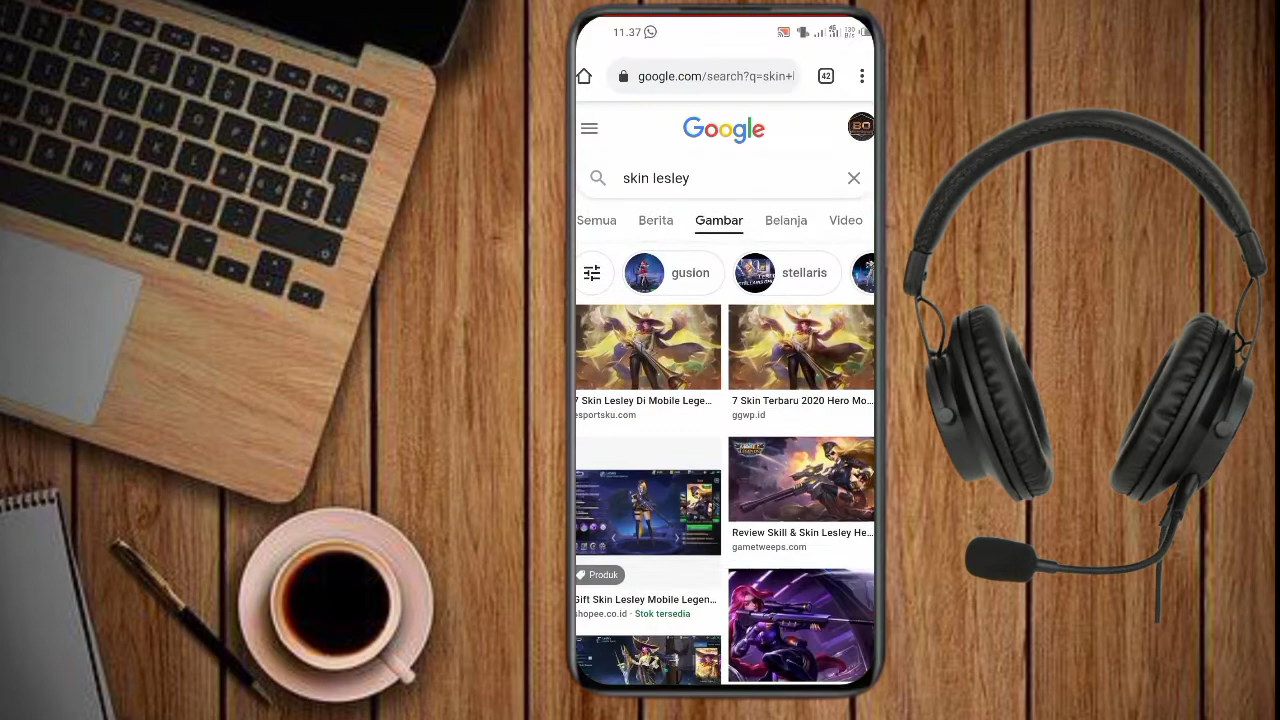 11.37
google.com/search?q=skin+l
42
Google
skin lesley
Semua Berita Gambar Belanja Video
gusion stellaris
7 Skin Lesley Di Mobile Lege...
esportsku.com
7 Skin Terbaru 2020 Hero Mo...
ggwp.id
Review Skill & Skin Lesley He...
gametweeps.com
Produk
Gift Skin Lesley Mobile Legen...
shopee.co.id · Stok tersedia